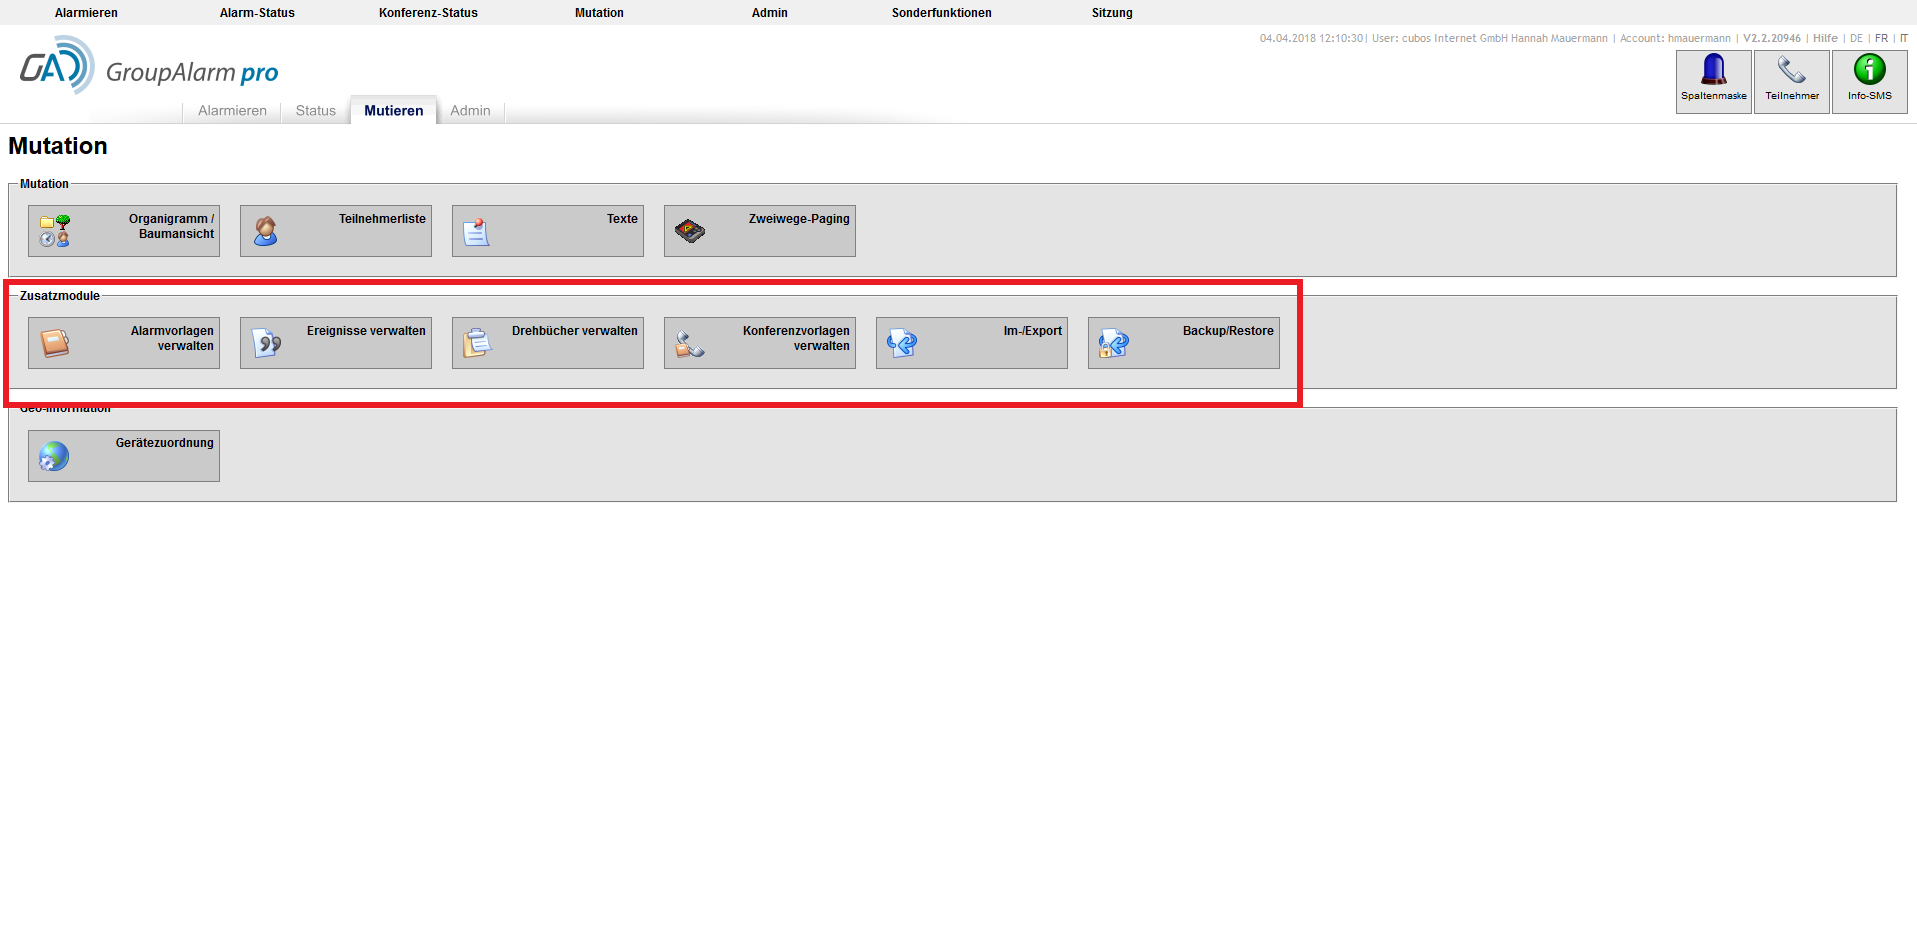 Alarmieren Alarm-Status Konferenz-Status Mutation Admin Sonderfunktionen Sitzung
04.04.2018 12:10:30| User: cubos Internet GmbH Hannah Mauermann | Account: hmauermann | V2.2.20946 | Hilfe | DE | FR | IT
GA GroupAlarm pro
Spaltenmaske Teilnehmer Info-SMS
Alarmieren Status Mutieren Admin
Mutation
Mutation
Organigramm /
Baumansicht
Teilnehmerliste
Texte
Zweiwege-Paging
Zusatzmodule
Alarmvorlagen
verwalten
Ereignisse verwalten
Drehbücher verwalten
Konferenzvorlagen
verwalten
Im-/Export
Backup/Restore
Geo-Information
Gerätezuordnung